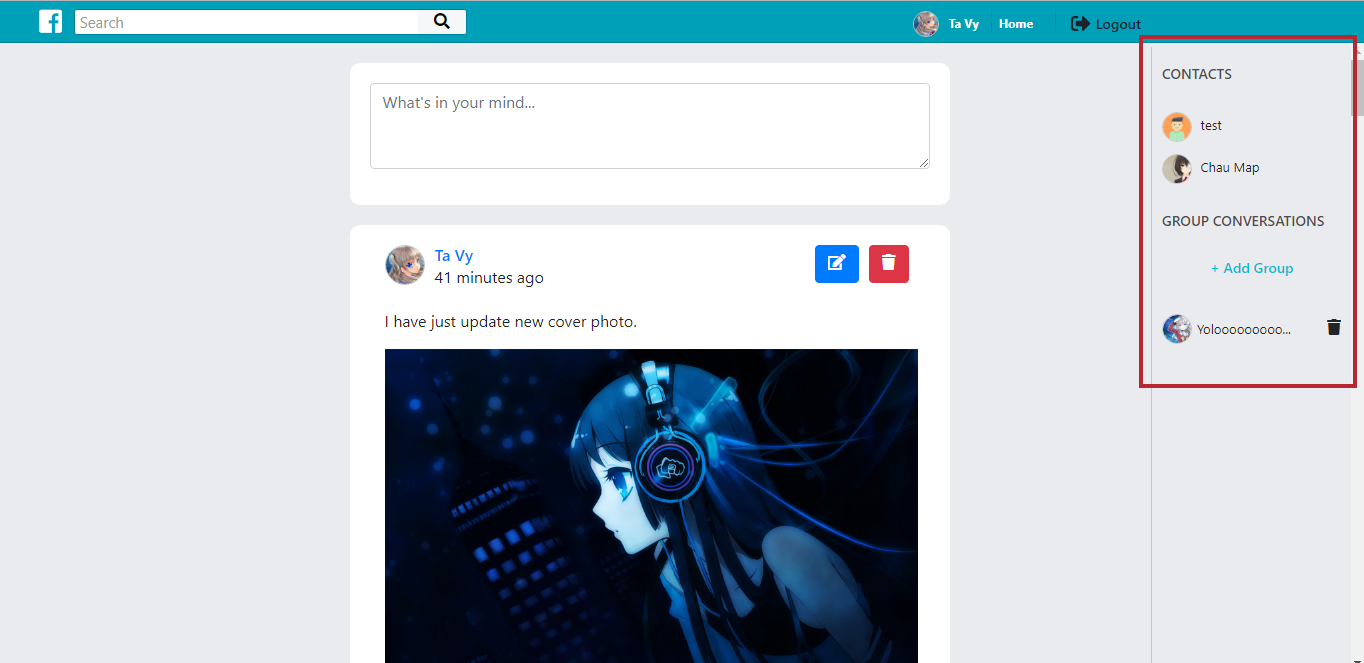 Search
Ta Vy
Home
Logout
What's in your mind...
Ta Vy
41 minutes ago
I have just update new cover photo.
CONTACTS
test
Chau Map
GROUP CONVERSATIONS
+ Add Group
Yolooooooooo...